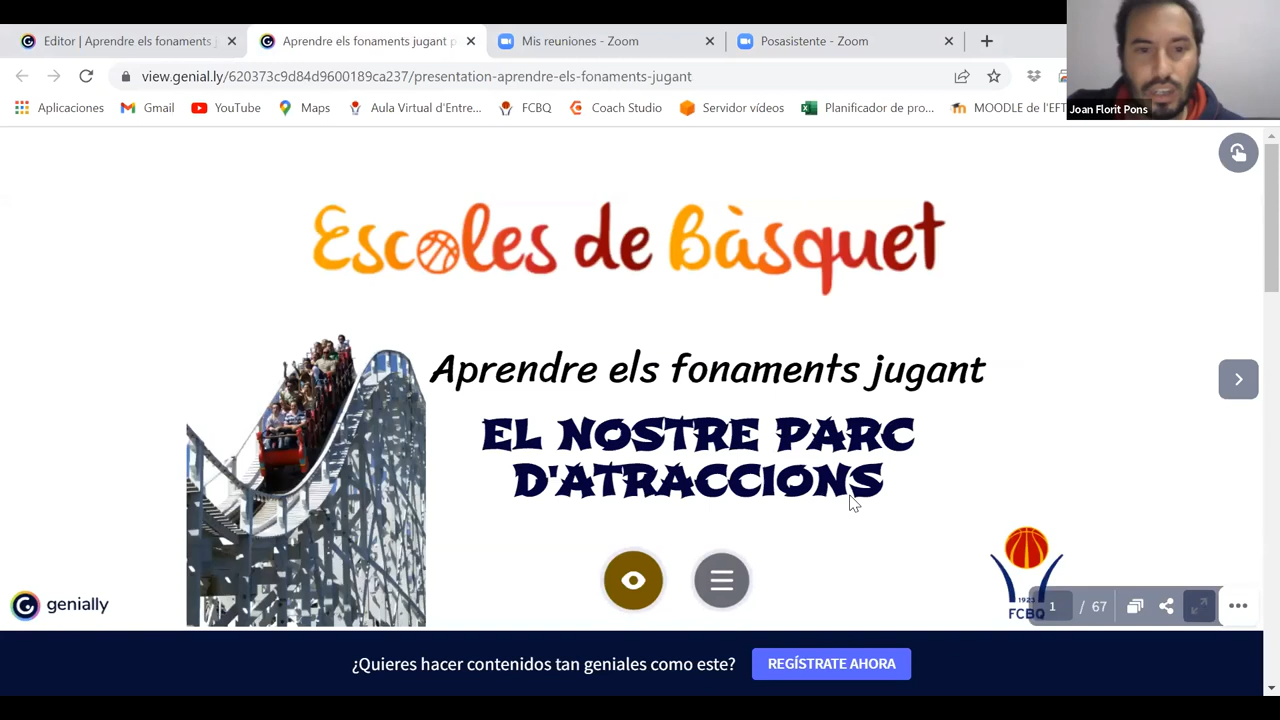 Editor | Aprendre els fonaments j
Aprendre els fonaments jugant p
Mis reuniones - Zoom
Posasistente - Zoom
view.genial.ly/620373c9d84d9600169ca237/presentation-aprendre-els-fonaments-jugant
Aplicaciones
Gmail
YouTube
Maps
Aula Virtual d'Entre...
FCBQ
Coach Studio
Servidor vídeos
Planificador de pro...
MOODLE de l'EFT
Joan Florit Pons
Escoles de Bàsquet
Aprendre els fonaments jugant
EL NOSTRE PARC
D'ATRACCIONS
genially
1923
FCBQ
1 / 67
¿Quieres hacer contenidos tan geniales como este?
REGÍSTRATE AHORA